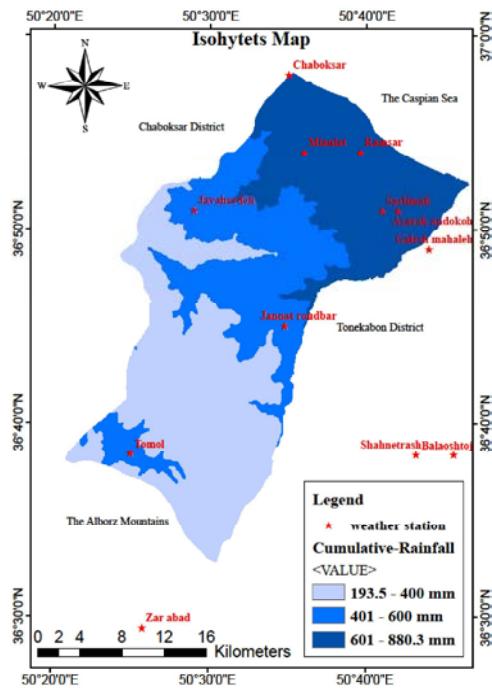 50°20'0"E 50°30'0"E 50°40'0"E
Isohytets Map
N
W E
S
Chaboksar
The Caspian Sea
Chaboksar District
Ramsar
Javaherdeh
Galesh mahaleh
Jannat roudbar
Tonekabon District
Tomol
Shahnetrash Balaoshtoj
The Alborz Mountains
Zar abad
Legend
weather station
Cumulative-Rainfall
<VALUE>
193.5 - 400 mm
401 - 600 mm
601 - 880.3 mm
0 2 4 8 12 16
Kilometers
37°0'0"N
36°50'0"N
36°40'0"N
36°30'0"N
37°0'0"N
36°50'0"N
36°40'0"N
36°30'0"N
50°20'0"E 50°30'0"E 50°40'0"E